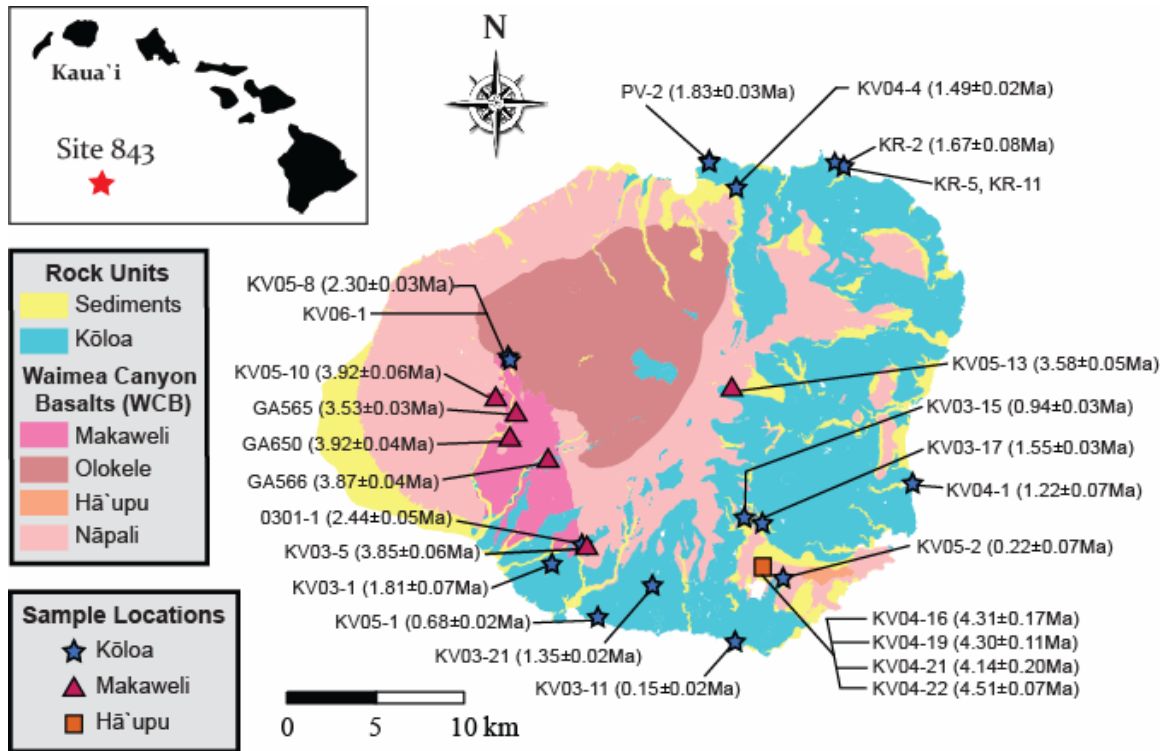 Kaua`i
Site 843
N
PV-2 (1.83±0.03Ma)
KV04-4 (1.49±0.02Ma)
KR-2 (1.67±0.08Ma)
KR-5, KR-11
Rock Units
Sediments
Kōloa
Waimea Canyon
Basalts (WCB)
Makaweli
Olokele
Hā`upu
Nāpali
Sample Locations
Kōloa
Makaweli
Hā`upu
KV05-8 (2.30±0.03Ma)
KV06-1
KV05-10 (3.92±0.06Ma)
GA565 (3.53±0.03Ma)
GA650 (3.92±0.04Ma)
GA566 (3.87±0.04Ma)
0301-1 (2.44±0.05Ma)
KV03-5 (3.85±0.06Ma)
KV03-1 (1.81±0.07Ma)
KV05-1 (0.68±0.02Ma)
KV03-21 (1.35±0.02Ma)
KV03-11 (0.15±0.02Ma)
KV05-13 (3.58±0.05Ma)
KV03-15 (0.94±0.03Ma)
KV03-17 (1.55±0.03Ma)
KV04-1 (1.22±0.07Ma)
KV05-2 (0.22±0.07Ma)
KV04-16 (4.31±0.17Ma)
KV04-19 (4.30±0.11Ma)
KV04-21 (4.14±0.20Ma)
KV04-22 (4.51±0.07Ma)
0 5 10 km